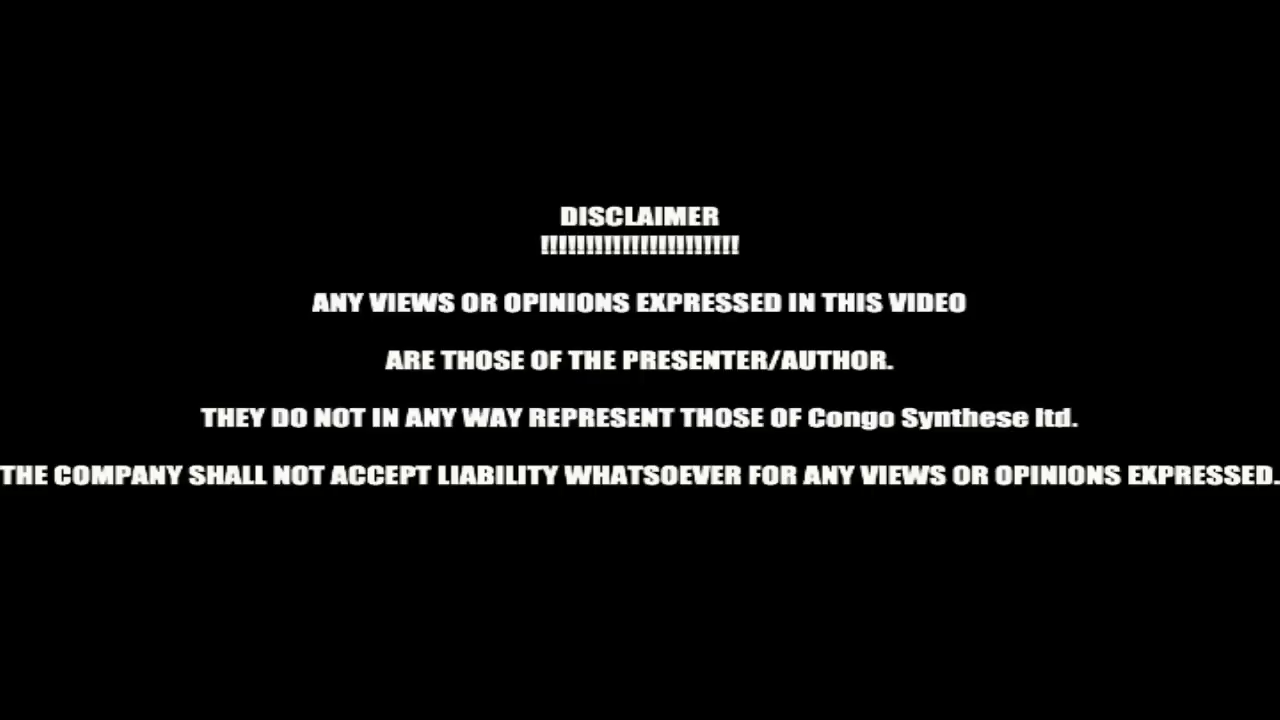 DISCLAIMER
!!!!!!!!!!!!!!!!!!!!!!
ANY VIEWS OR OPINIONS EXPRESSED IN THIS VIDEO
ARE THOSE OF THE PRESENTER/AUTHOR.
THEY DO NOT IN ANY WAY REPRESENT THOSE OF Congo Synthese ltd.
THE COMPANY SHALL NOT ACCEPT LIABILITY WHATSOEVER FOR ANY VIEWS OR OPINIONS EXPRESSED.